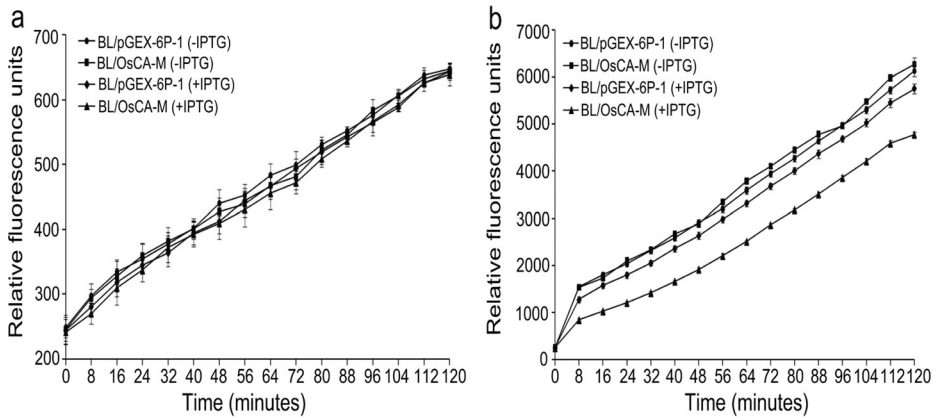 a
Relative fluorescence units
700
600
500
400
300
200
BL/pGEX-6P-1 (-IPTG)
BL/OsCA-M (-IPTG)
BL/pGEX-6P-1 (+IPTG)
BL/OsCA-M (+IPTG)
0 8 16 24 32 40 48 56 64 72 80 88 96 104 112 120
Time (minutes)
b
Relative fluorescence units
7000
6000
5000
4000
3000
2000
1000
0
BL/pGEX-6P-1 (-IPTG)
BL/OsCA-M (-IPTG)
BL/pGEX-6P-1 (+IPTG)
BL/OsCA-M (+IPTG)
0 8 16 24 32 40 48 56 64 72 80 88 96 104 112 120
Time (minutes)